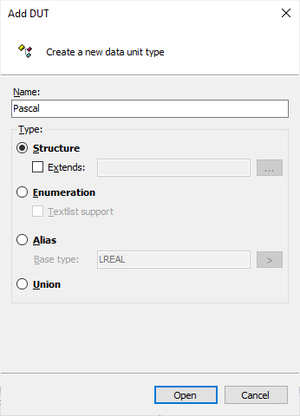 Add DUT
Create a new data unit type
Name:
Pascal
Type:
Structure
Extends:
...
Enumeration
Textlist support
Alias
Base type: LREAL >
Union
Open Cancel